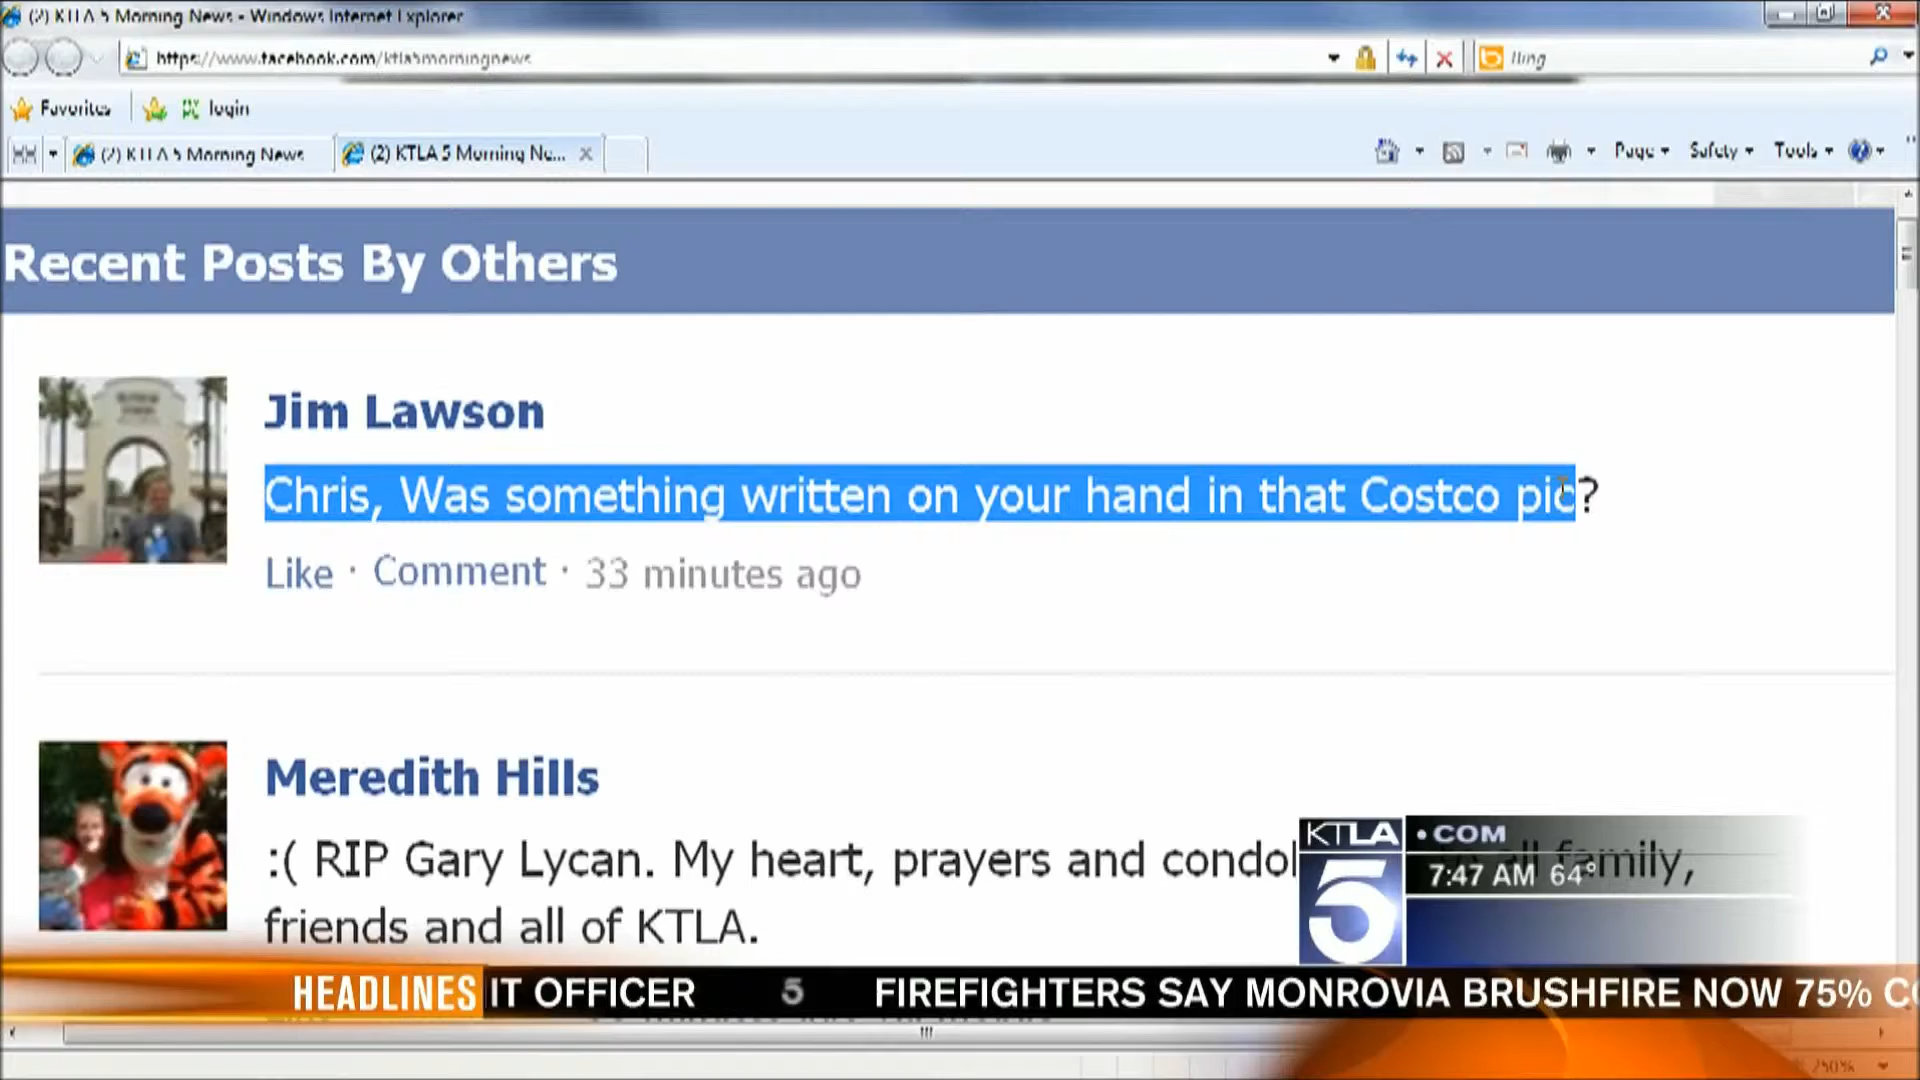 (2) KTLA 5 Morning News - Windows Internet Explorer
https://www.facebook.com/ktla5morningnews
Bing
Favorites
login
(2) KTLA 5 Morning News
(2) KTLA 5 Morning Ne...
Page
Safety
Tools
Recent Posts By Others
Jim Lawson
Chris, Was something written on your hand in that Costco pic?
Like · Comment · 33 minutes ago
Meredith Hills
:( RIP Gary Lycan. My heart, prayers and condol all family,
friends and all of KTLA.
KTLA 5
• COM
7:47 AM 64°
HEADLINES IT OFFICER 5 FIREFIGHTERS SAY MONROVIA BRUSHFIRE NOW 75% C
250%